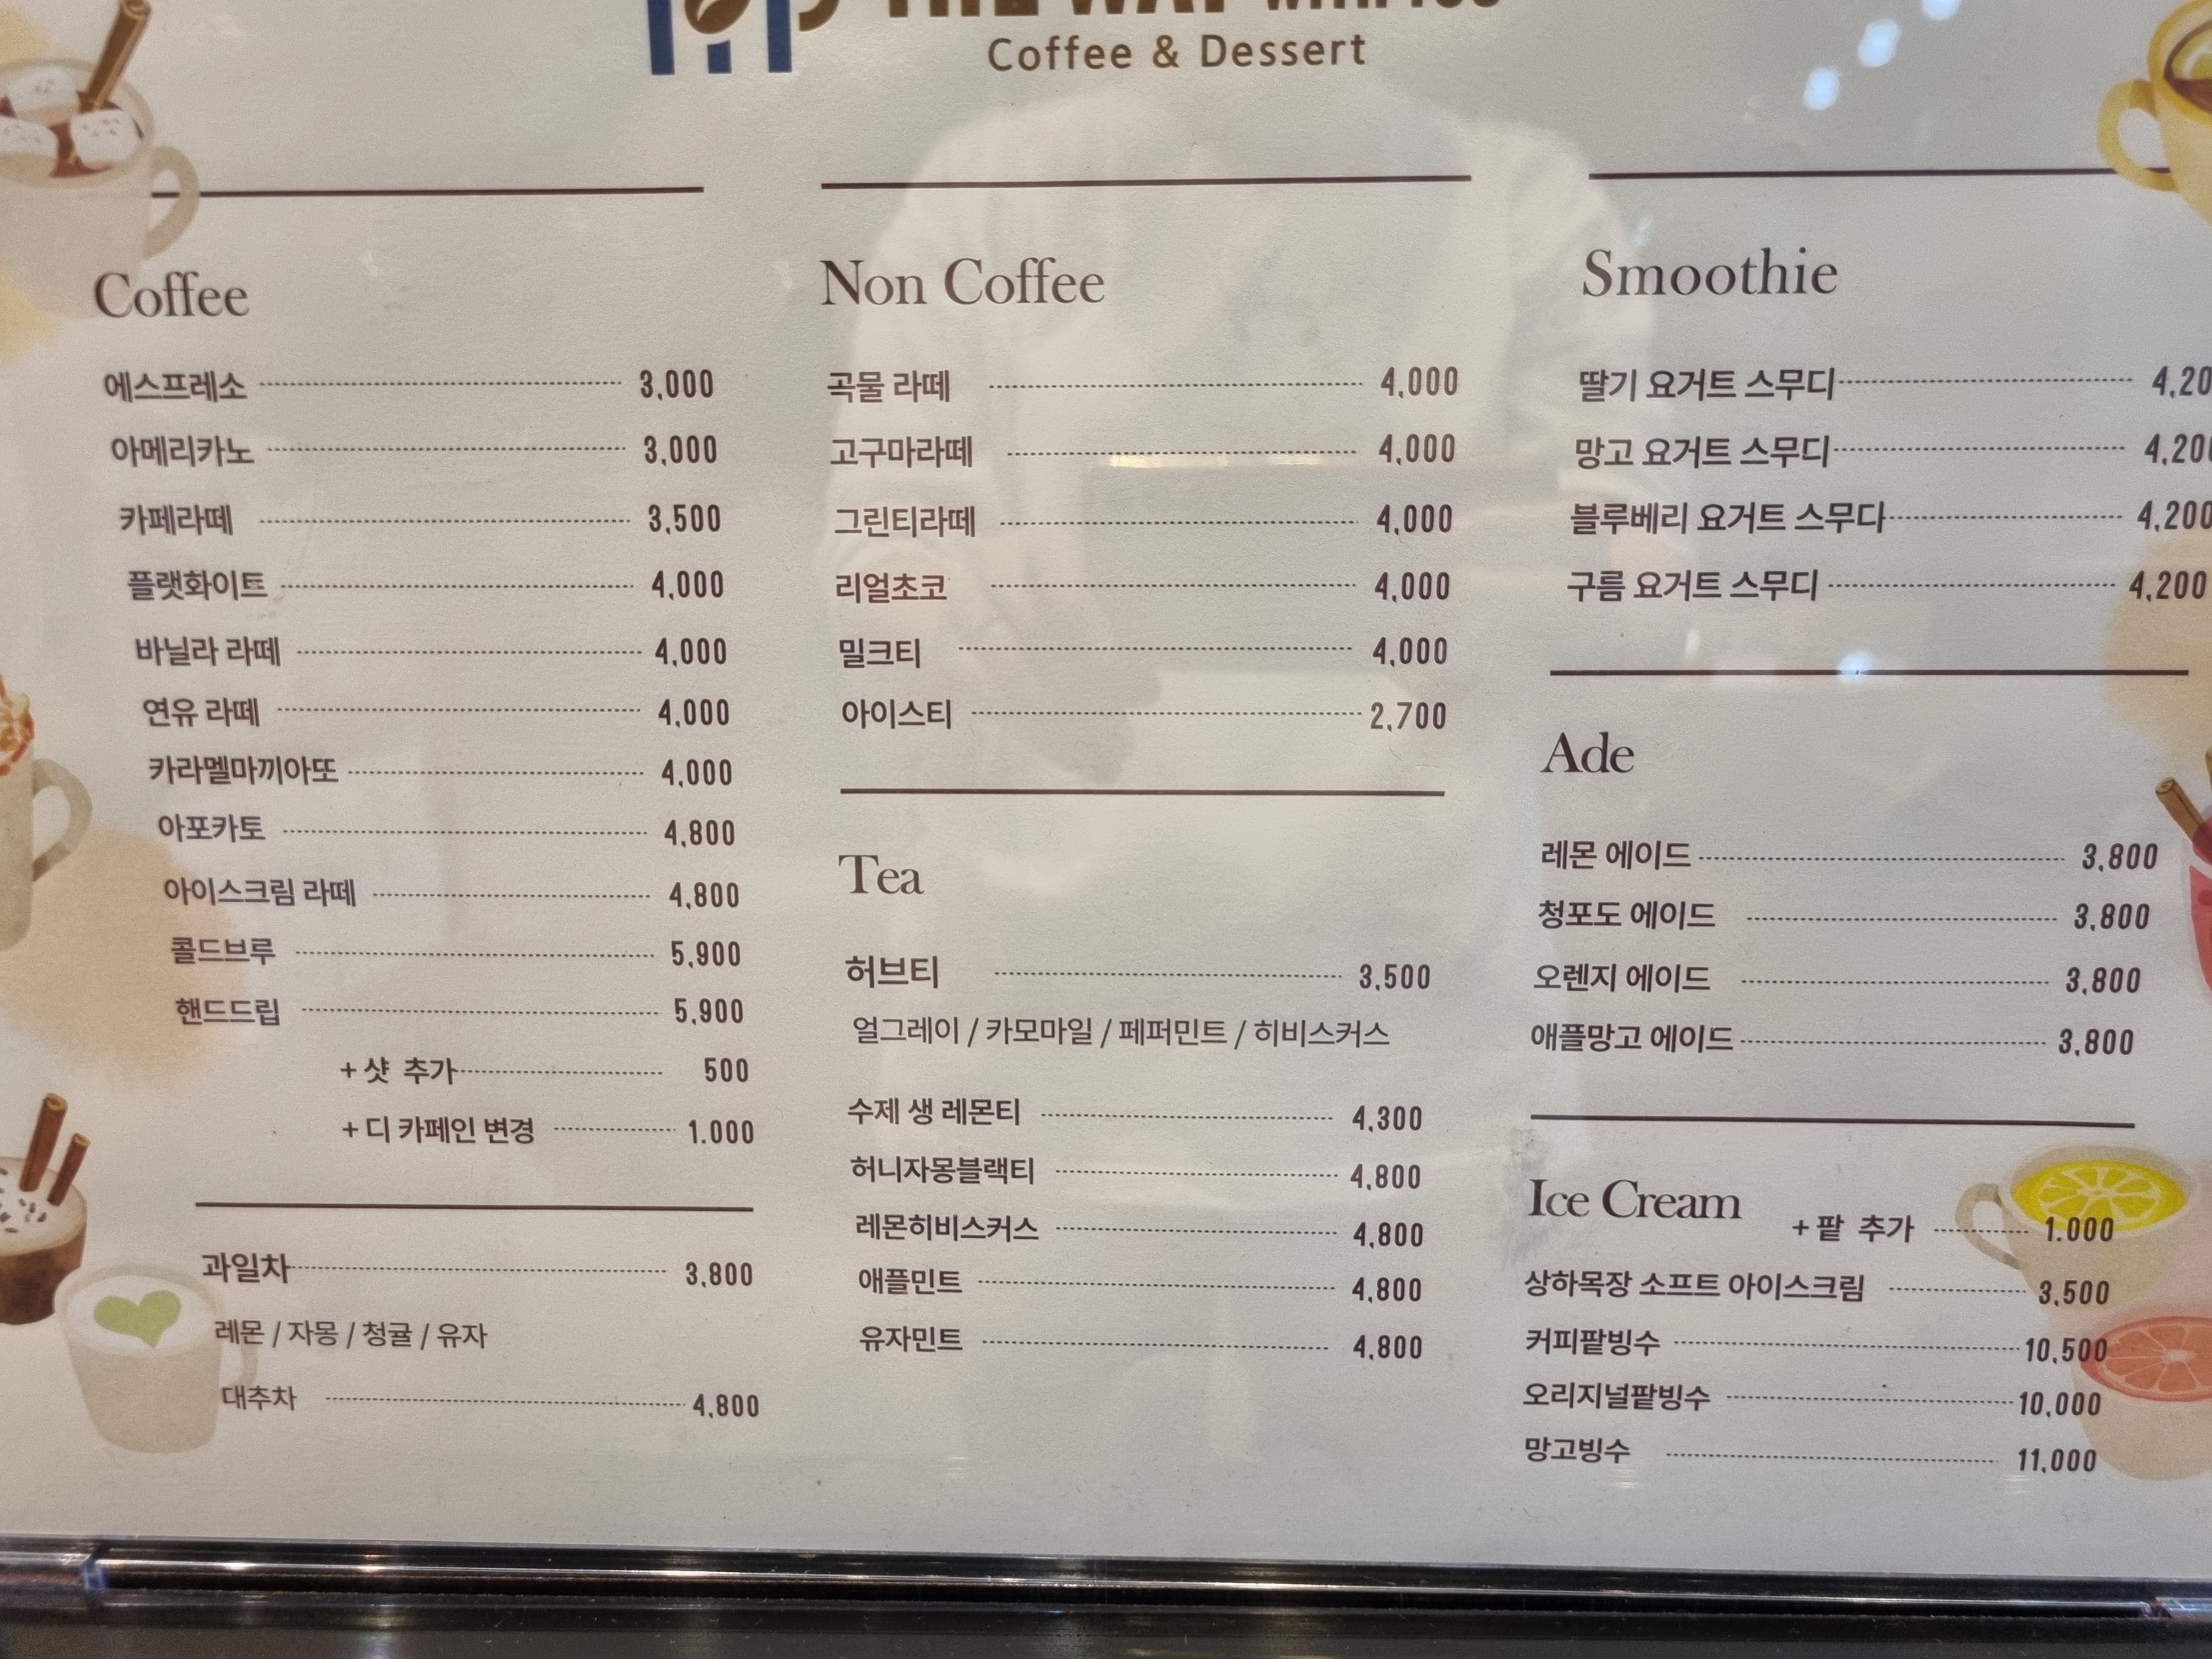 THE WAY WITH YOU
Coffee & Dessert
Coffee
에스프레소 3,000
아메리카노 3,000
카페라떼 3,500
플랫화이트 4,000
바닐라 라떼 4,000
연유 라떼 4,000
카라멜마끼아또 4,000
아포카토 4,800
아이스크림 라떼 4,800
콜드브루 5,900
핸드드립 5,900
+ 샷 추가 500
+ 디 카페인 변경 1.000
과일차 3,800
레몬 / 자몽 / 청귤 / 유자
대추차 4,800
Non Coffee
곡물 라떼 4,000
고구마라떼 4,000
그린티라떼 4,000
리얼초코 4,000
밀크티 4,000
아이스티 2,700
Tea
허브티 3,500
얼그레이 / 카모마일 / 페퍼민트 / 히비스커스
수제 생 레몬티 4,300
허니자몽블랙티 4,800
레몬히비스커스 4,800
애플민트 4,800
유자민트 4,800
Smoothie
딸기 요거트 스무디 4,20
망고 요거트 스무디 4,200
블루베리 요거트 스무디 4,200
구름 요거트 스무디 4,200
Ade
레몬 에이드 3,800
청포도 에이드 3,800
오렌지 에이드 3,800
애플망고 에이드 3,800
Ice Cream + 팥 추가 1.000
상하목장 소프트 아이스크림 3,500
커피팥빙수 10,500
오리지널팥빙수 10,000
망고빙수 11,000